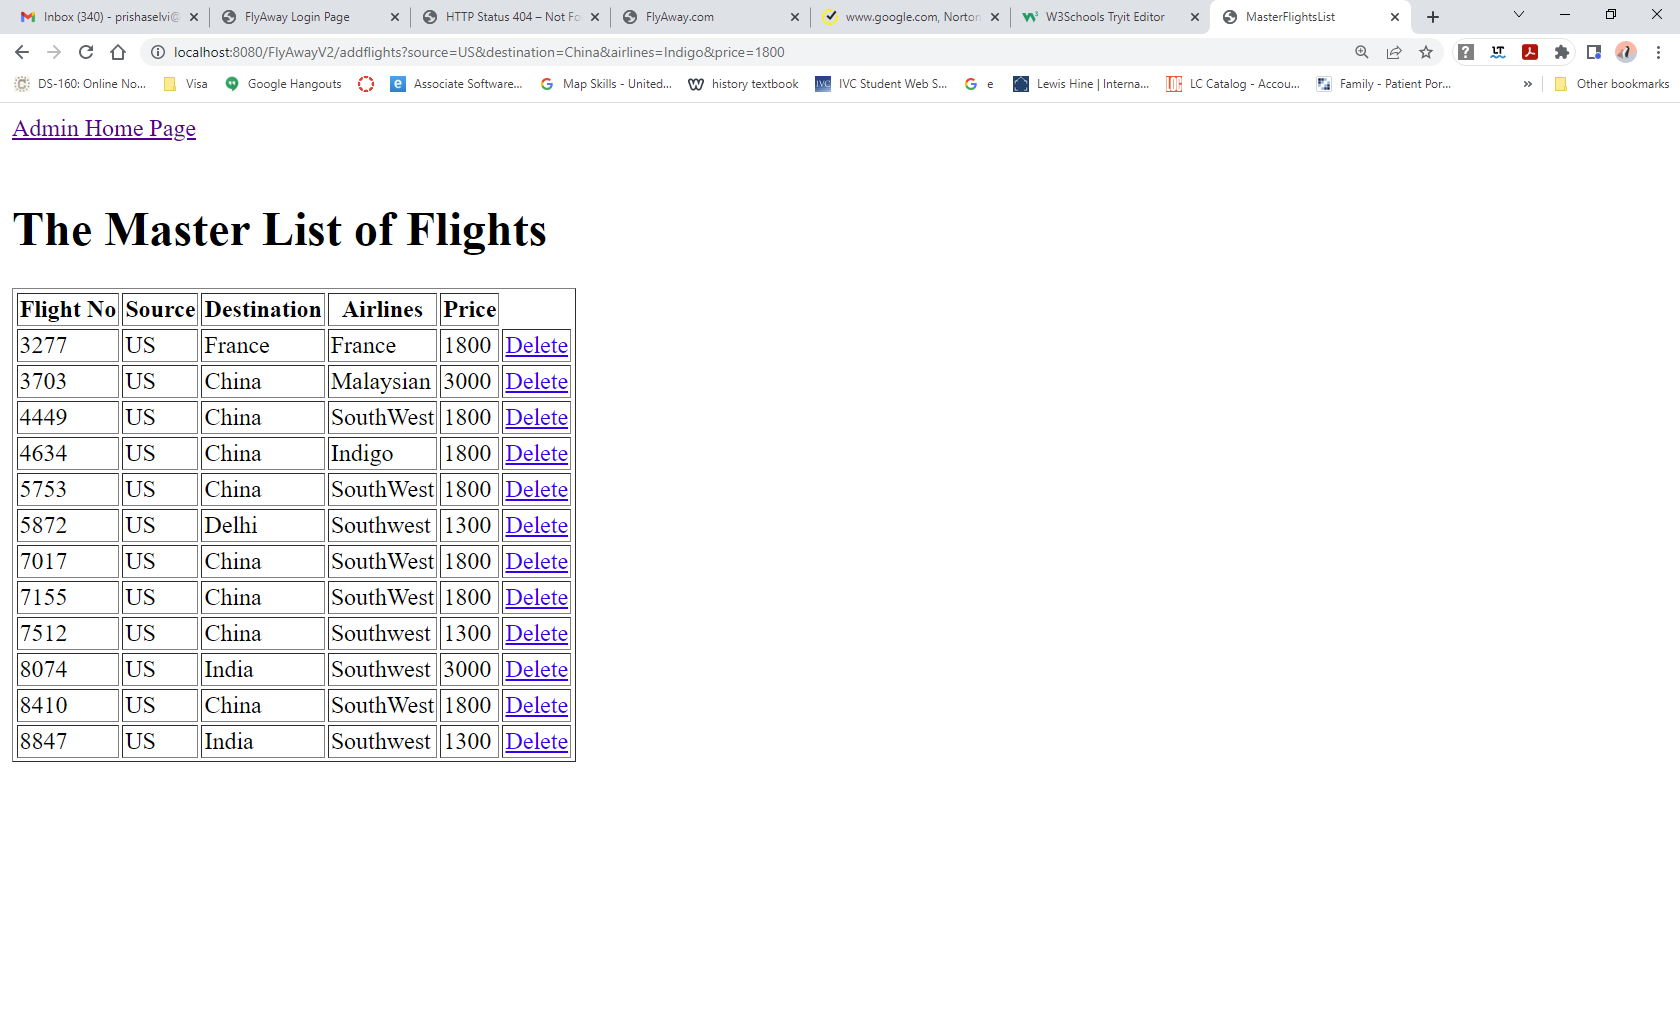 Inbox (340) - prishaselvi@ FlyAway Login Page HTTP Status 404 – Not Fo FlyAway.com www.google.com, Norton W3Schools Tryit Editor MasterFlightsList
localhost:8080/FlyAwayV2/addflights?source=US&destination=China&airlines=Indigo&price=1800
DS-160: Online No... Visa Google Hangouts Associate Software... Map Skills - United... history textbook IVC Student Web S... e Lewis Hine | Interna... LC Catalog - Accou... Family - Patient Por... » Other bookmarks
Admin Home Page
The Master List of Flights
Flight No Source Destination Airlines Price
3277 US France France 1800 Delete
3703 US China Malaysian 3000 Delete
4449 US China SouthWest 1800 Delete
4634 US China Indigo 1800 Delete
5753 US China SouthWest 1800 Delete
5872 US Delhi Southwest 1300 Delete
7017 US China SouthWest 1800 Delete
7155 US China SouthWest 1800 Delete
7512 US China Southwest 1300 Delete
8074 US India Southwest 3000 Delete
8410 US China SouthWest 1800 Delete
8847 US India Southwest 1300 Delete